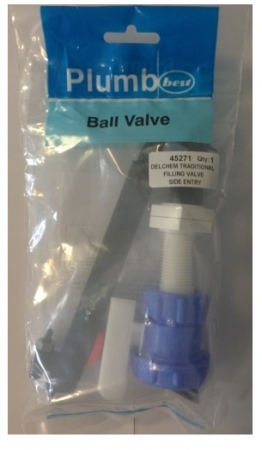 Plumb best
Ball Valve
45271 Qty: 1
DELCHEM TRADITIONAL
FILLING VALVE
SIDE ENTRY